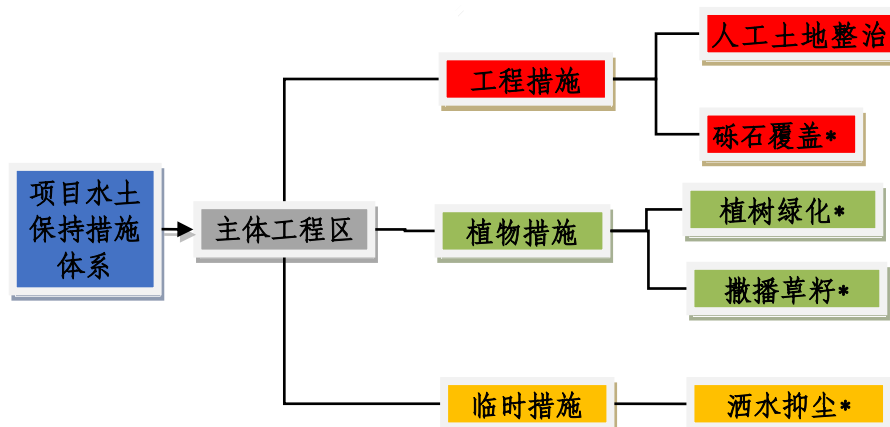 项目水土
保持措施
体系
主体工程区
工程措施
人工土地整治
砾石覆盖*
植物措施
植树绿化*
撒播草籽*
临时措施
洒水抑尘*